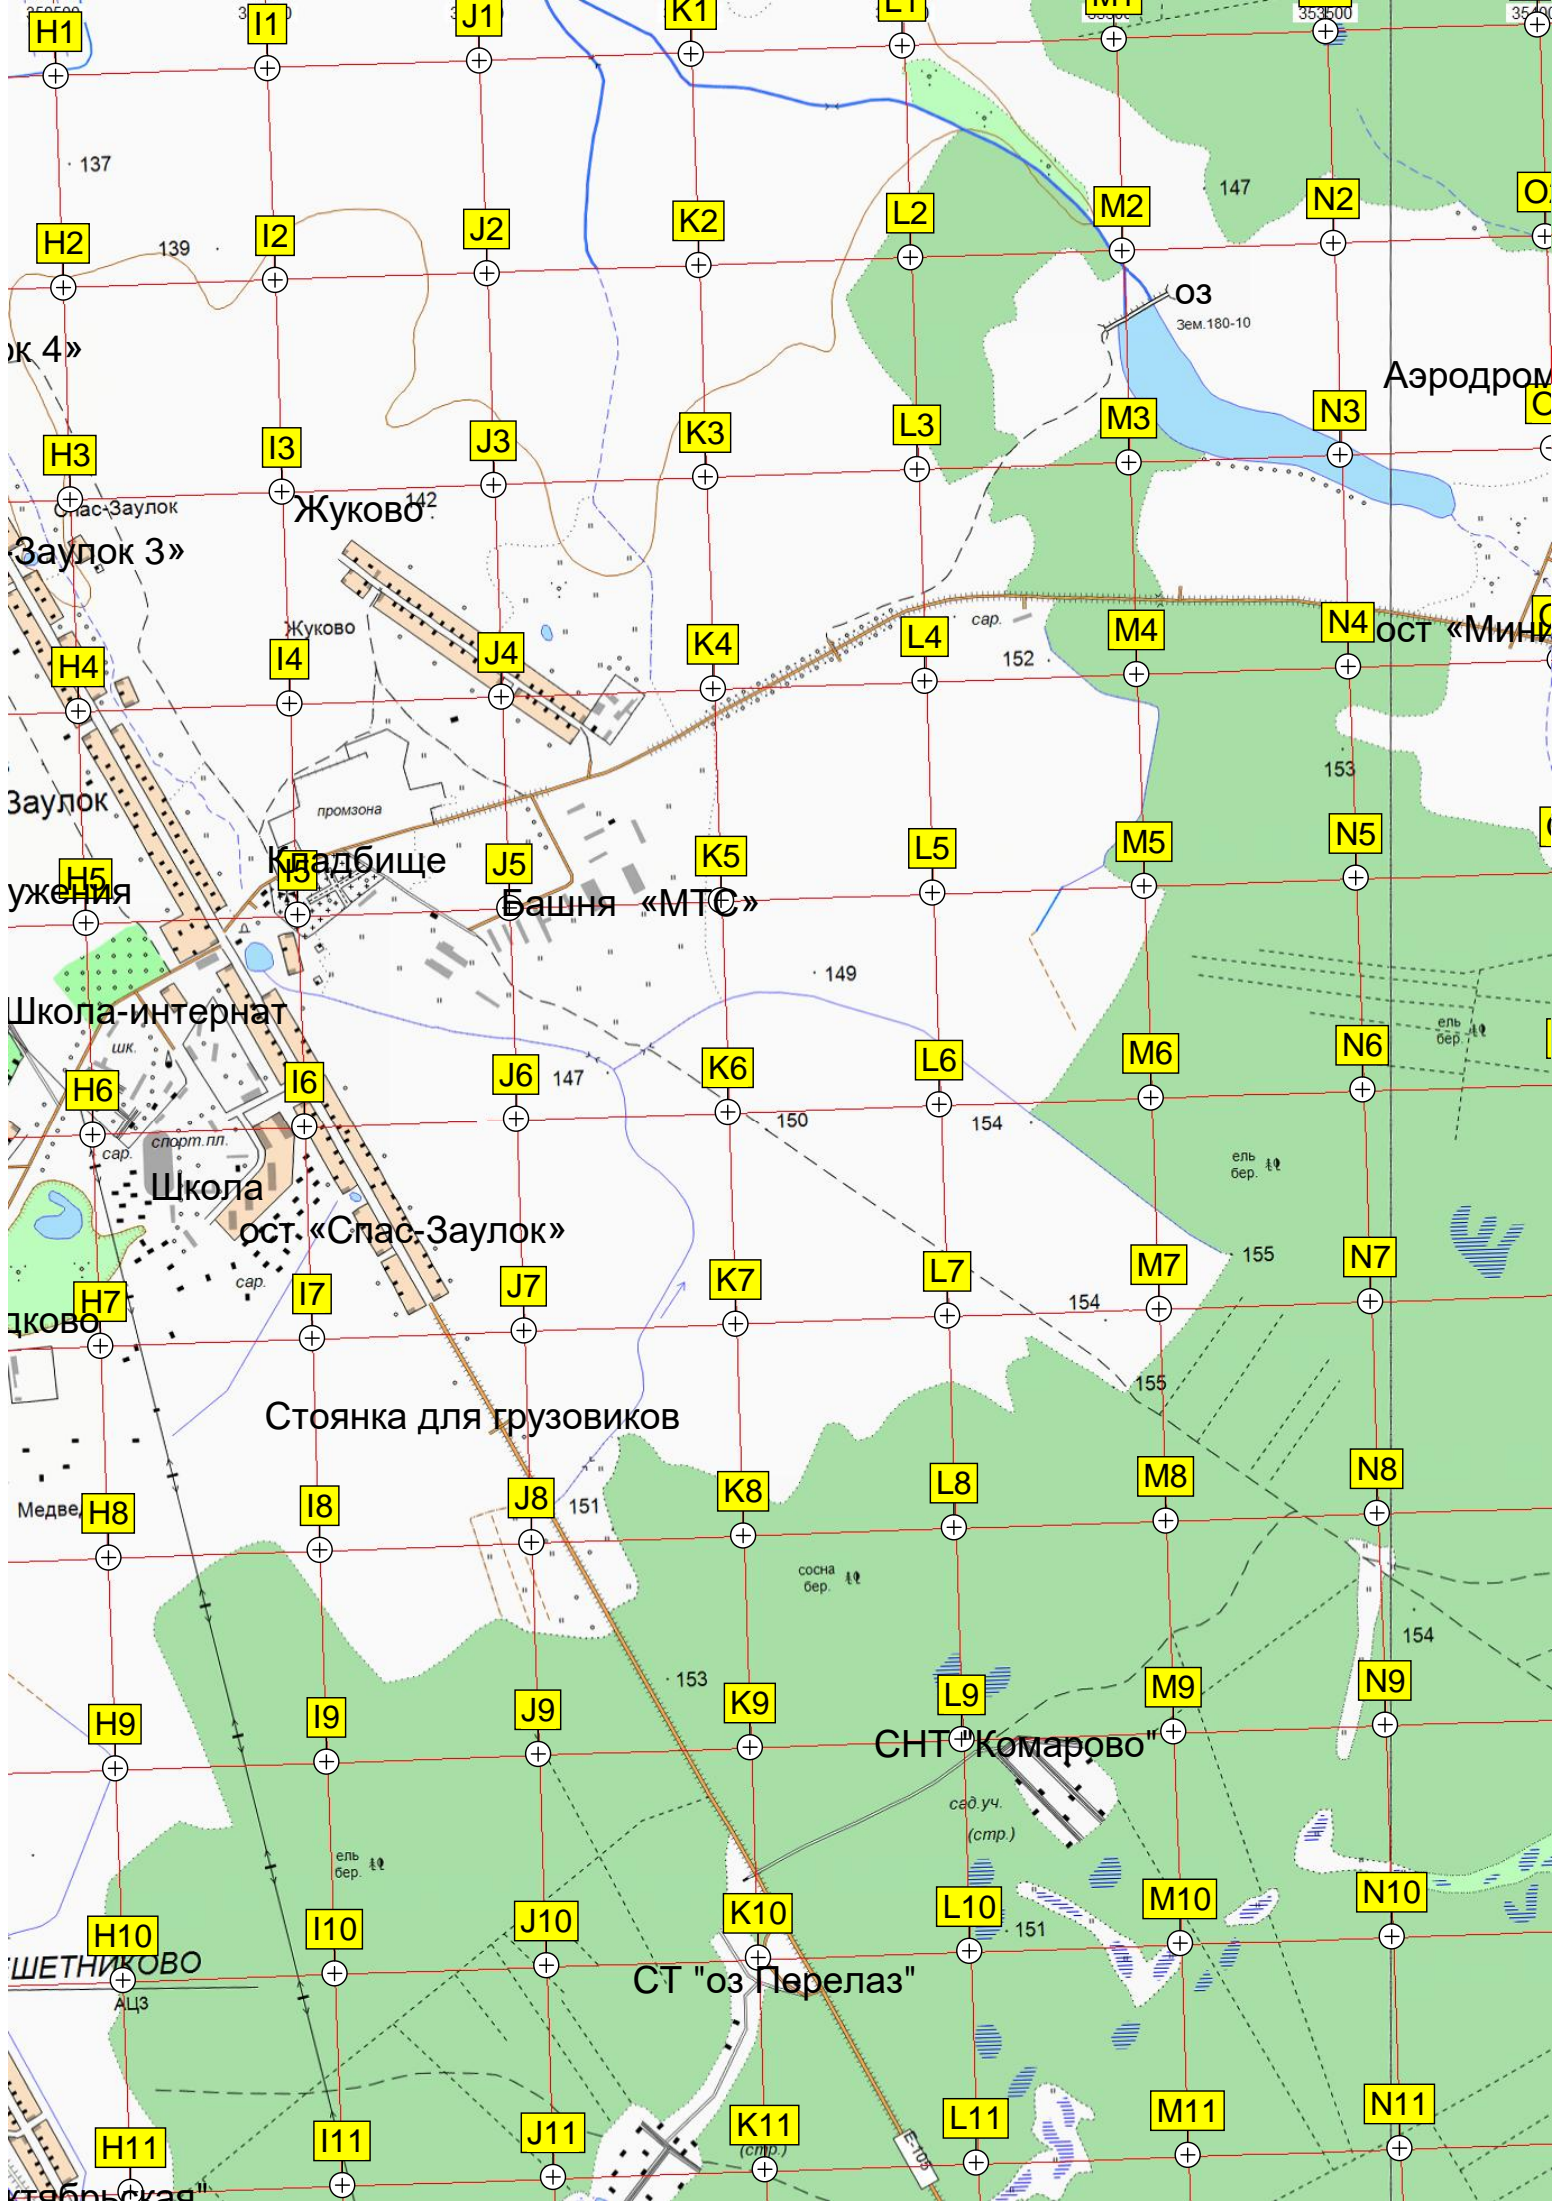 353500
H1
I1
J1
K1
L1
M1
137
147
H2
139
I2
J2
K2
L2
M2
N2
оз
Зем.180-10
ок 4»
Аэродром
H3
I3
J3
K3
L3
M3
N3
Спас-Заулок
Жуково
142
Заулок 3»
Жуково
сар.
H4
I4
J4
K4
L4
152
M4
N4
ост «Мини
153
Заулок
промзона
Кладбище
H5
I5
J5
K5
L5
M5
N5
ужения
Башня «МТС»
149
Школа-интернат
шк.
ель
бер.
H6
I6
J6
147
K6
L6
M6
N6
150
154
спорт.пл.
сар.
ель
бер.
Школа
ост «Спас-Заулок»
155
сар.
H7
I7
J7
K7
L7
154
M7
N7
дково
155
Стоянка для грузовиков
Медве
H8
I8
J8
151
K8
L8
M8
N8
сосна
бер.
154
153
H9
I9
J9
K9
L9
M9
N9
СНТ "Комарово"
сад.уч.
(стр.)
ель
бер.
H10
I10
J10
K10
L10
151
M10
N10
ШЕТНИКОВО
АЦЗ
СТ "оз Перелаз"
H11
I11
J11
K11
L11
M11
N11
(стр.)
E-105
ктябрьская"